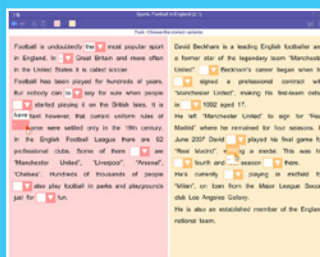 Sports. Football in England
Task: Choose the correct variable.
Football is undoubtedly the most popular sport
in England. In Great Britain and more often
in the United States it is called soccer.
Football has been played for hundreds of years.
But nobody can to say for sure when people
started playing it on the British Isles. It is
here fact however, that current uniform rules of
game were settled only in the 19th century.
In the English Football League there are 92
professional clubs. Some of there
"Manchester United", "Liverpool", "Arsenal",
"Chelsea". Hundreds of thousands of people
also play football in parks and playgrounds
just for fun.
David Beckham is a leading English footballer and
a former star of the legendary team "Manchester
United". Beckham's career began when he
signed a professional contract with
"Manchester United", making his first-team debut
in 1992 aged 17.
He left "Manchester United" to sign for "Real
Madrid" where he remained for four seasons. In
June 2007 David played his final game for
"Real Madrid", a medal. This was his
fourth and season there.
He's currently playing in midfield for
"Milan", on loan from the Major League Soccer
club Los Angeles Galaxy.
He is also an established member of the England
national team.